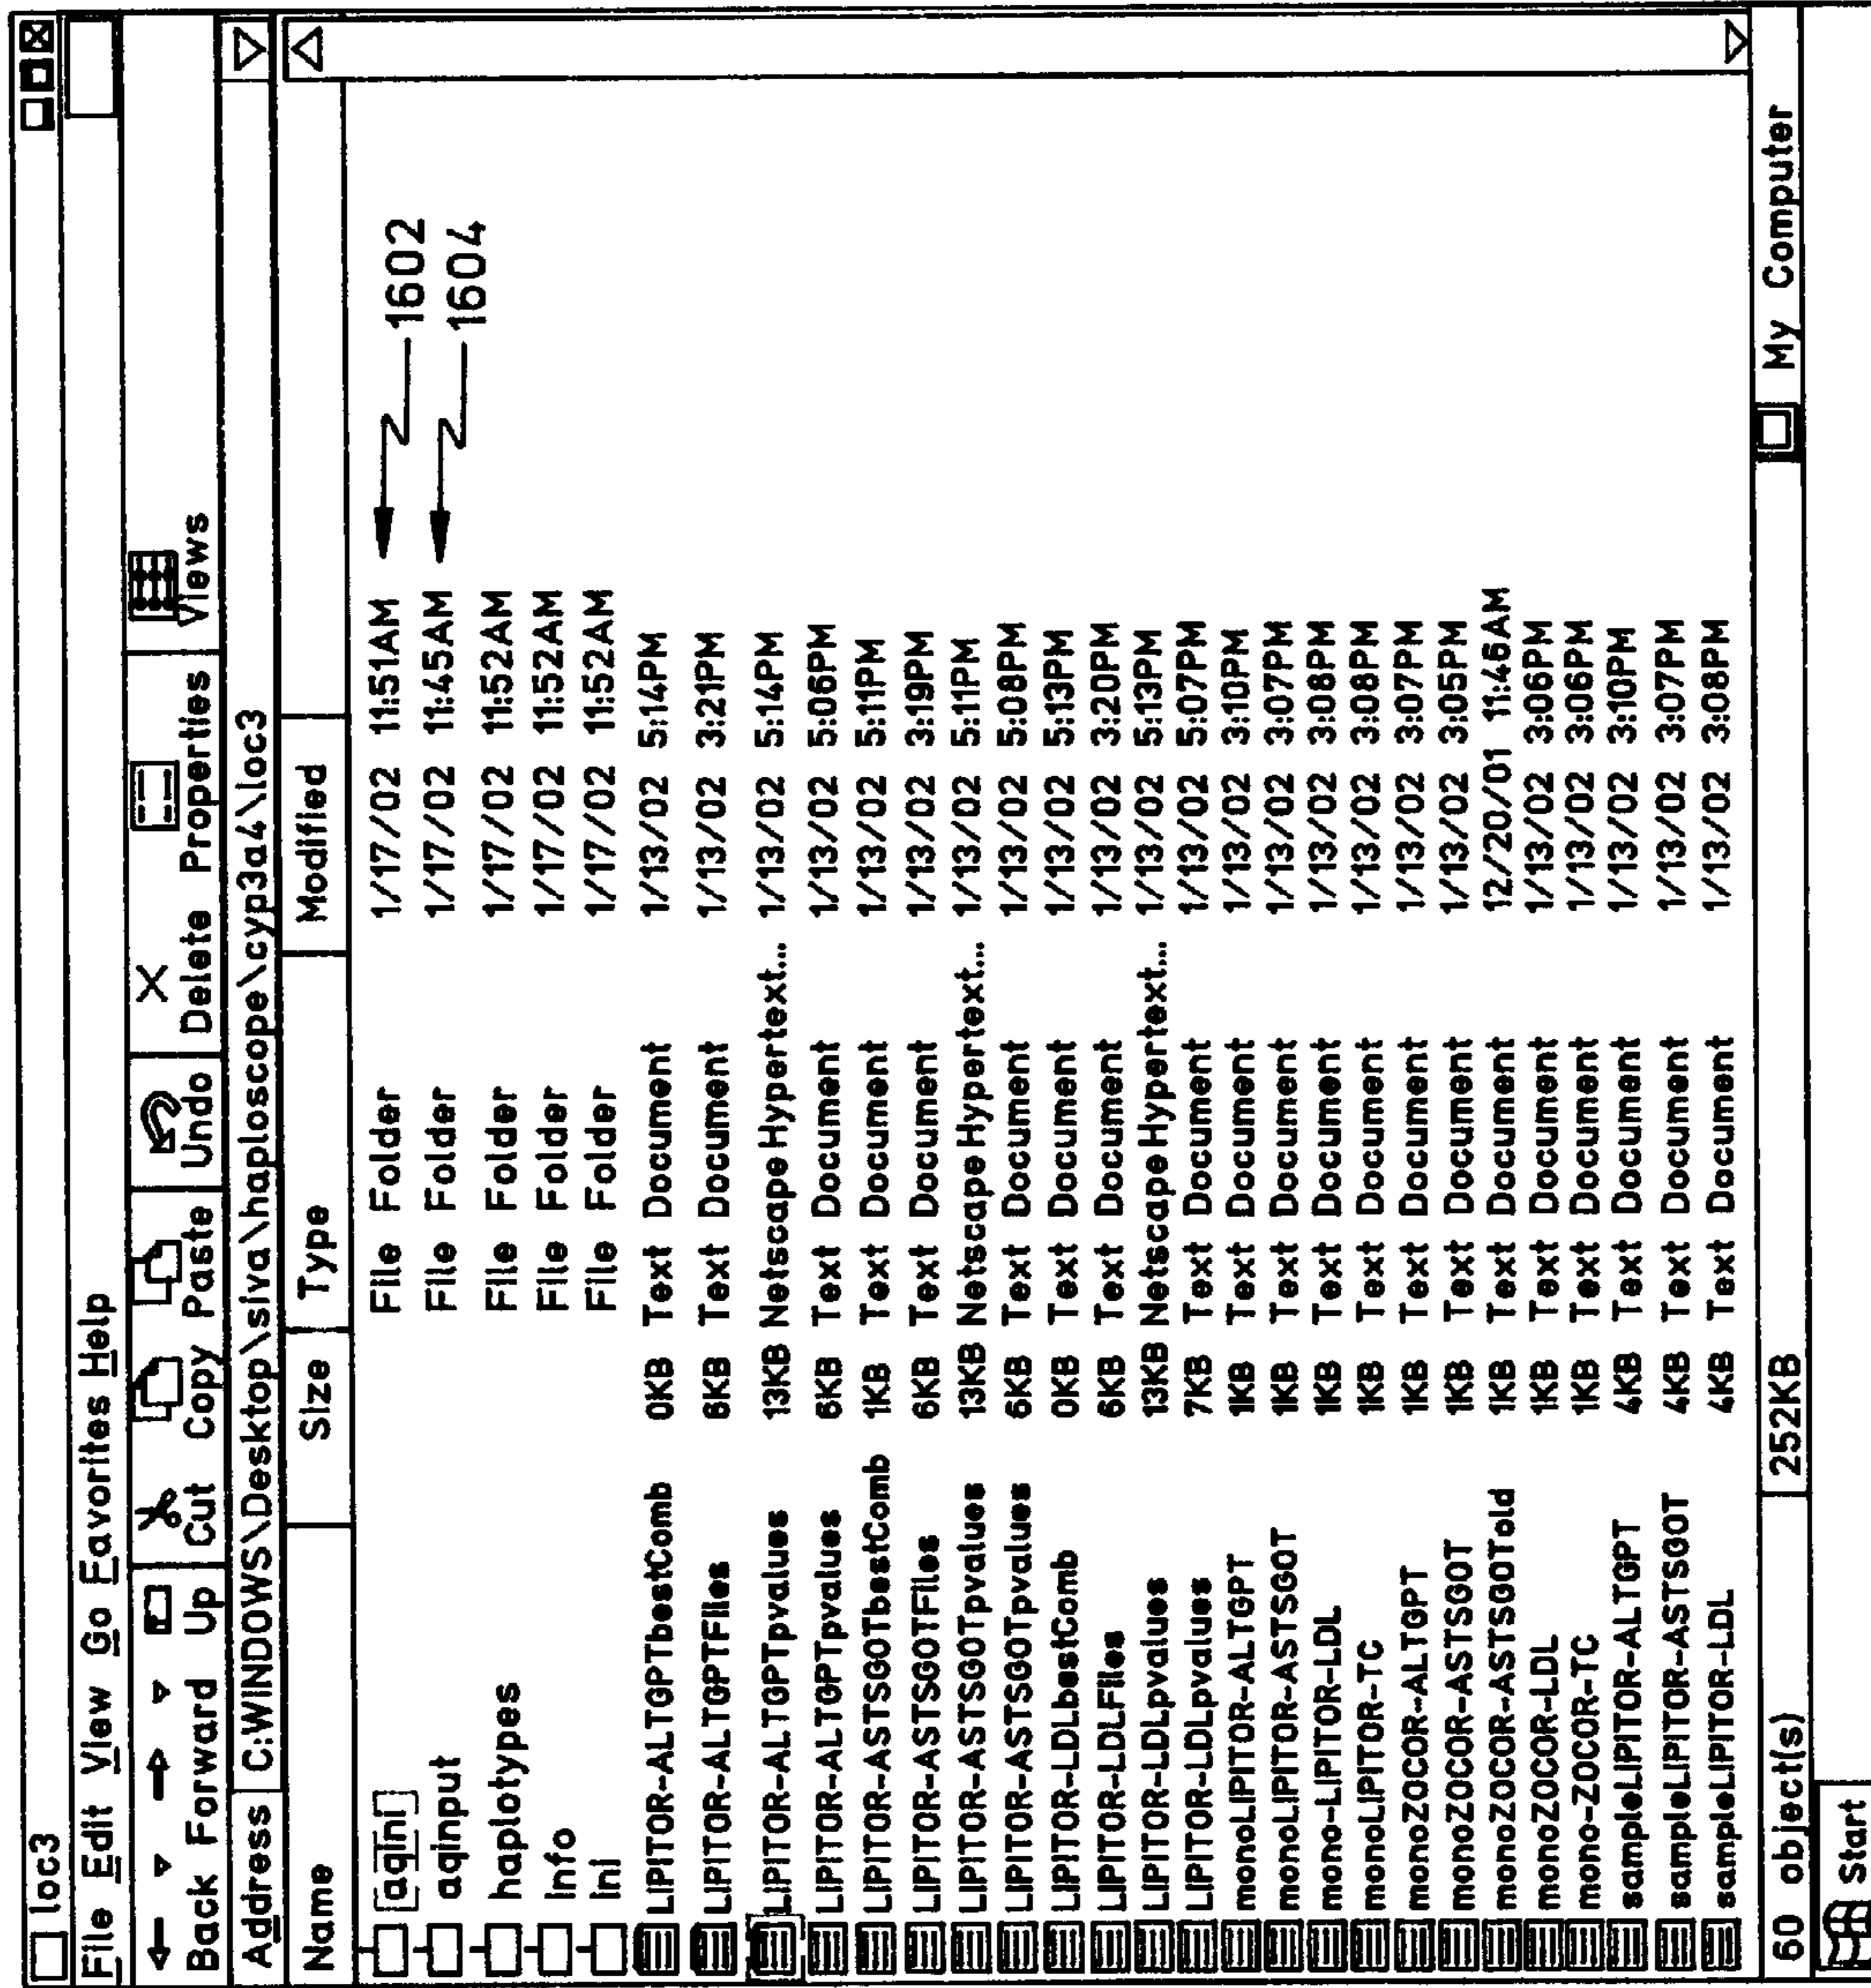 loc3
File Edit View Go Favorites Help
Back Forward Up Cut Copy Paste Undo Delete Properties Views
Address C:WINDOWS\Desktop\siva\haploscope\cyp3a4\loc3
Name Size Type Modified
aqini File Folder 1/17/02 11:51AM 1602
aqinput File Folder 1/17/02 11:45AM 1604
haplotypes File Folder 1/17/02 11:52AM
info File Folder 1/17/02 11:52AM
ini File Folder 1/17/02 11:52AM
LIPITOR-ALTGPTbestComb 0KB Text Document 1/13/02 5:14PM
LIPITOR-ALTGPTFiles 6KB Text Document 1/13/02 3:21PM
LIPITOR-ALTGPTpvalues 13KB Netscape Hypertext... 1/13/02 5:14PM
LIPITOR-ALTGPTpvalues 6KB Text Document 1/13/02 5:06PM
LIPITOR-ASTSGOTbestComb 1KB Text Document 1/13/02 5:11PM
LIPITOR-ASTSGOTFiles 6KB Text Document 1/13/02 3:19PM
LIPITOR-ASTSGOTpvalues 13KB Netscape Hypertext... 1/13/02 5:11PM
LIPITOR-ASTSGOTpvalues 6KB Text Document 1/13/02 5:08PM
LIPITOR-LDLbestComb 0KB Text Document 1/13/02 5:13PM
LIPITOR-LDLFiles 6KB Text Document 1/13/02 3:20PM
LIPITOR-LDLpvalues 13KB Netscape Hypertext... 1/13/02 5:13PM
LIPITOR-LDLpvalues 7KB Text Document 1/13/02 5:07PM
monoLIPITOR-ALTGPT 1KB Text Document 1/13/02 3:10PM
monoLIPITOR-ASTSGOT 1KB Text Document 1/13/02 3:07PM
mono-LIPITOR-LDL 1KB Text Document 1/13/02 3:08PM
monoLIPITOR-TC 1KB Text Document 1/13/02 3:08PM
monoZOCOR-ALTGPT 1KB Text Document 1/13/02 3:07PM
monoZOCOR-ASTSGOT 1KB Text Document 1/13/02 3:05PM
monoZOCOR-ASTSGOTold 1KB Text Document 12/20/01 11:46AM
monoZOCOR-LDL 1KB Text Document 1/13/02 3:06PM
mono-ZOCOR-TC 1KB Text Document 1/13/02 3:06PM
sampleLIPITOR-ALTGPT 4KB Text Document 1/13/02 3:10PM
sampleLIPITOR-ASTSGOT 4KB Text Document 1/13/02 3:07PM
sampleLIPITOR-LDL 4KB Text Document 1/13/02 3:08PM
60 object(s) 252KB My Computer
Start